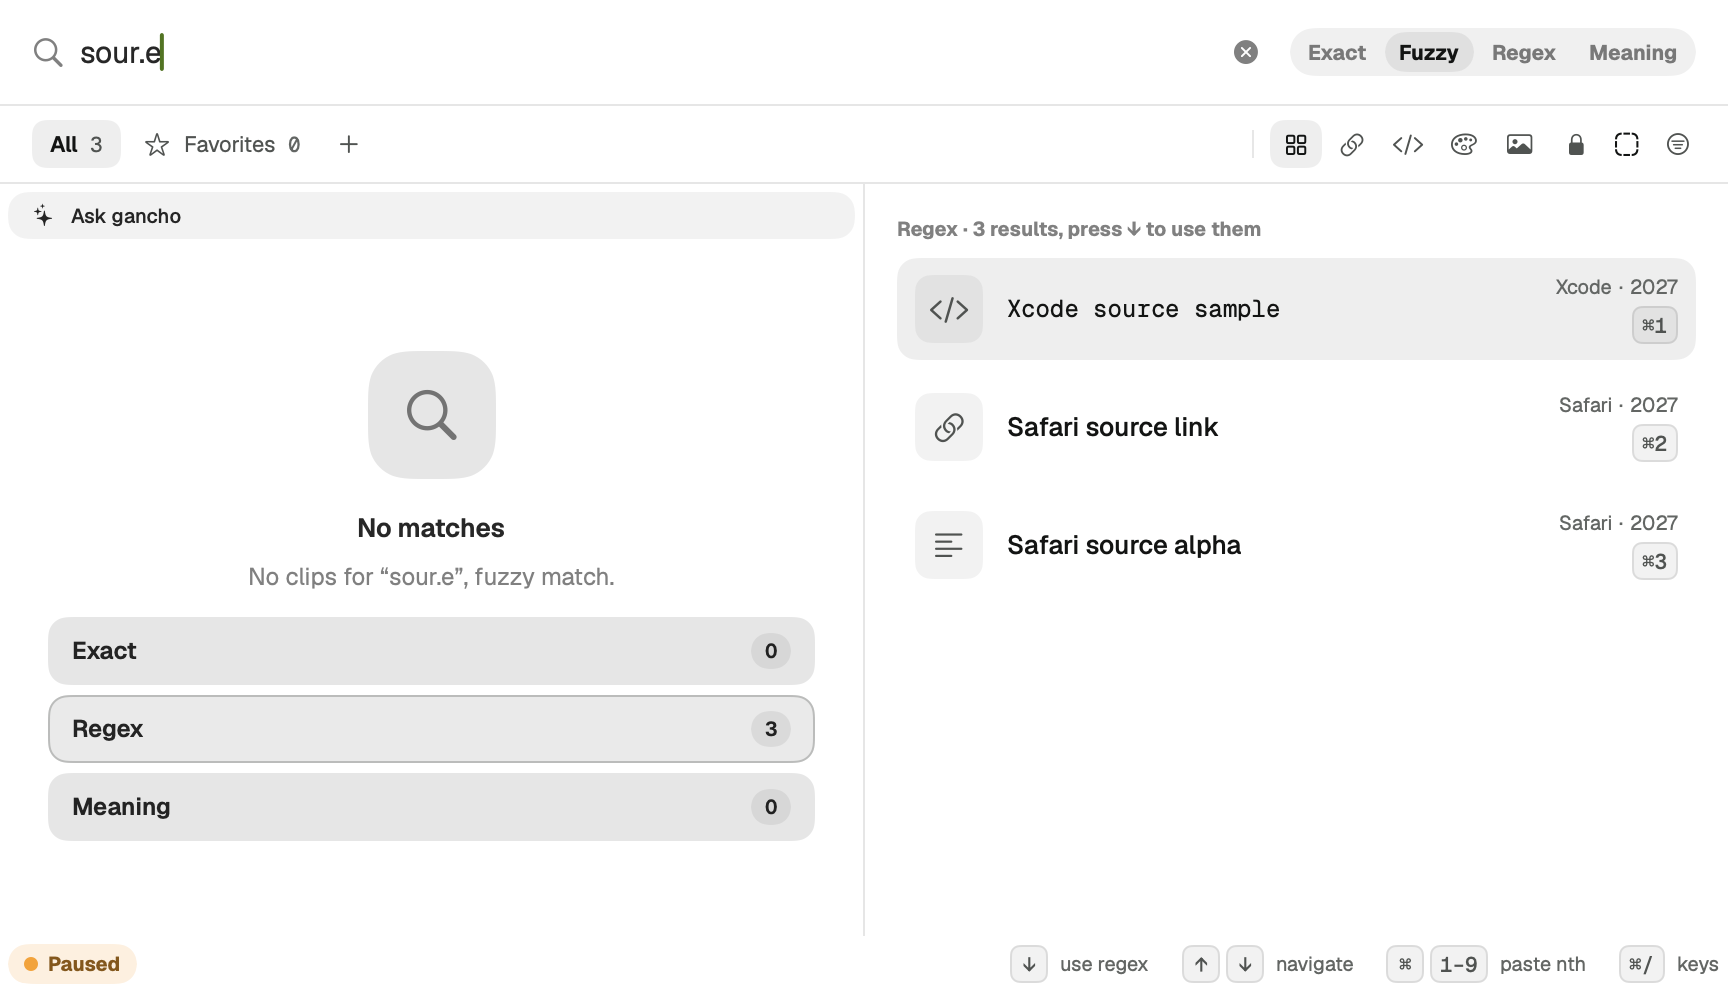 sour.e
Exact Fuzzy Regex Meaning
All 3 Favorites 0 +
Ask gancho
No matches
No clips for “sour.e”, fuzzy match.
Exact 0
Regex 3
Meaning 0
Regex · 3 results, press ↓ to use them
Xcode source sample
Xcode · 2027
⌘1
Safari source link
Safari · 2027
⌘2
Safari source alpha
Safari · 2027
⌘3
Paused
↓ use regex ↑ ↓ navigate ⌘ 1-9 paste nth ⌘/ keys